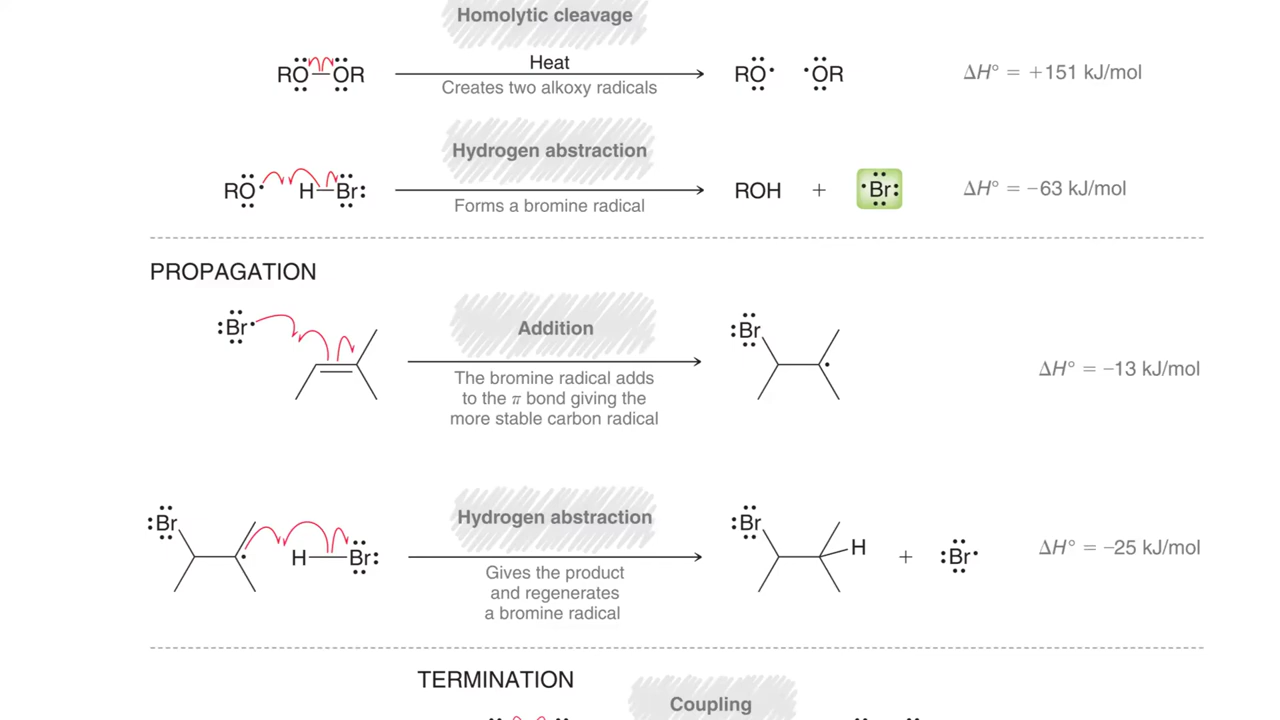 Homolytic cleavage
RO–OR
Heat
RO· ·OR
ΔH° = +151 kJ/mol
Creates two alkoxy radicals
Hydrogen abstraction
RO· H–Br
ROH + ·Br
ΔH° = −63 kJ/mol
Forms a bromine radical
PROPAGATION
Br·
Addition
Br
ΔH° = −13 kJ/mol
The bromine radical adds
to the π bond giving the
more stable carbon radical
Br
H–Br
Hydrogen abstraction
Br
H
+ Br·
ΔH° = −25 kJ/mol
Gives the product
and regenerates
a bromine radical
TERMINATION
Coupling